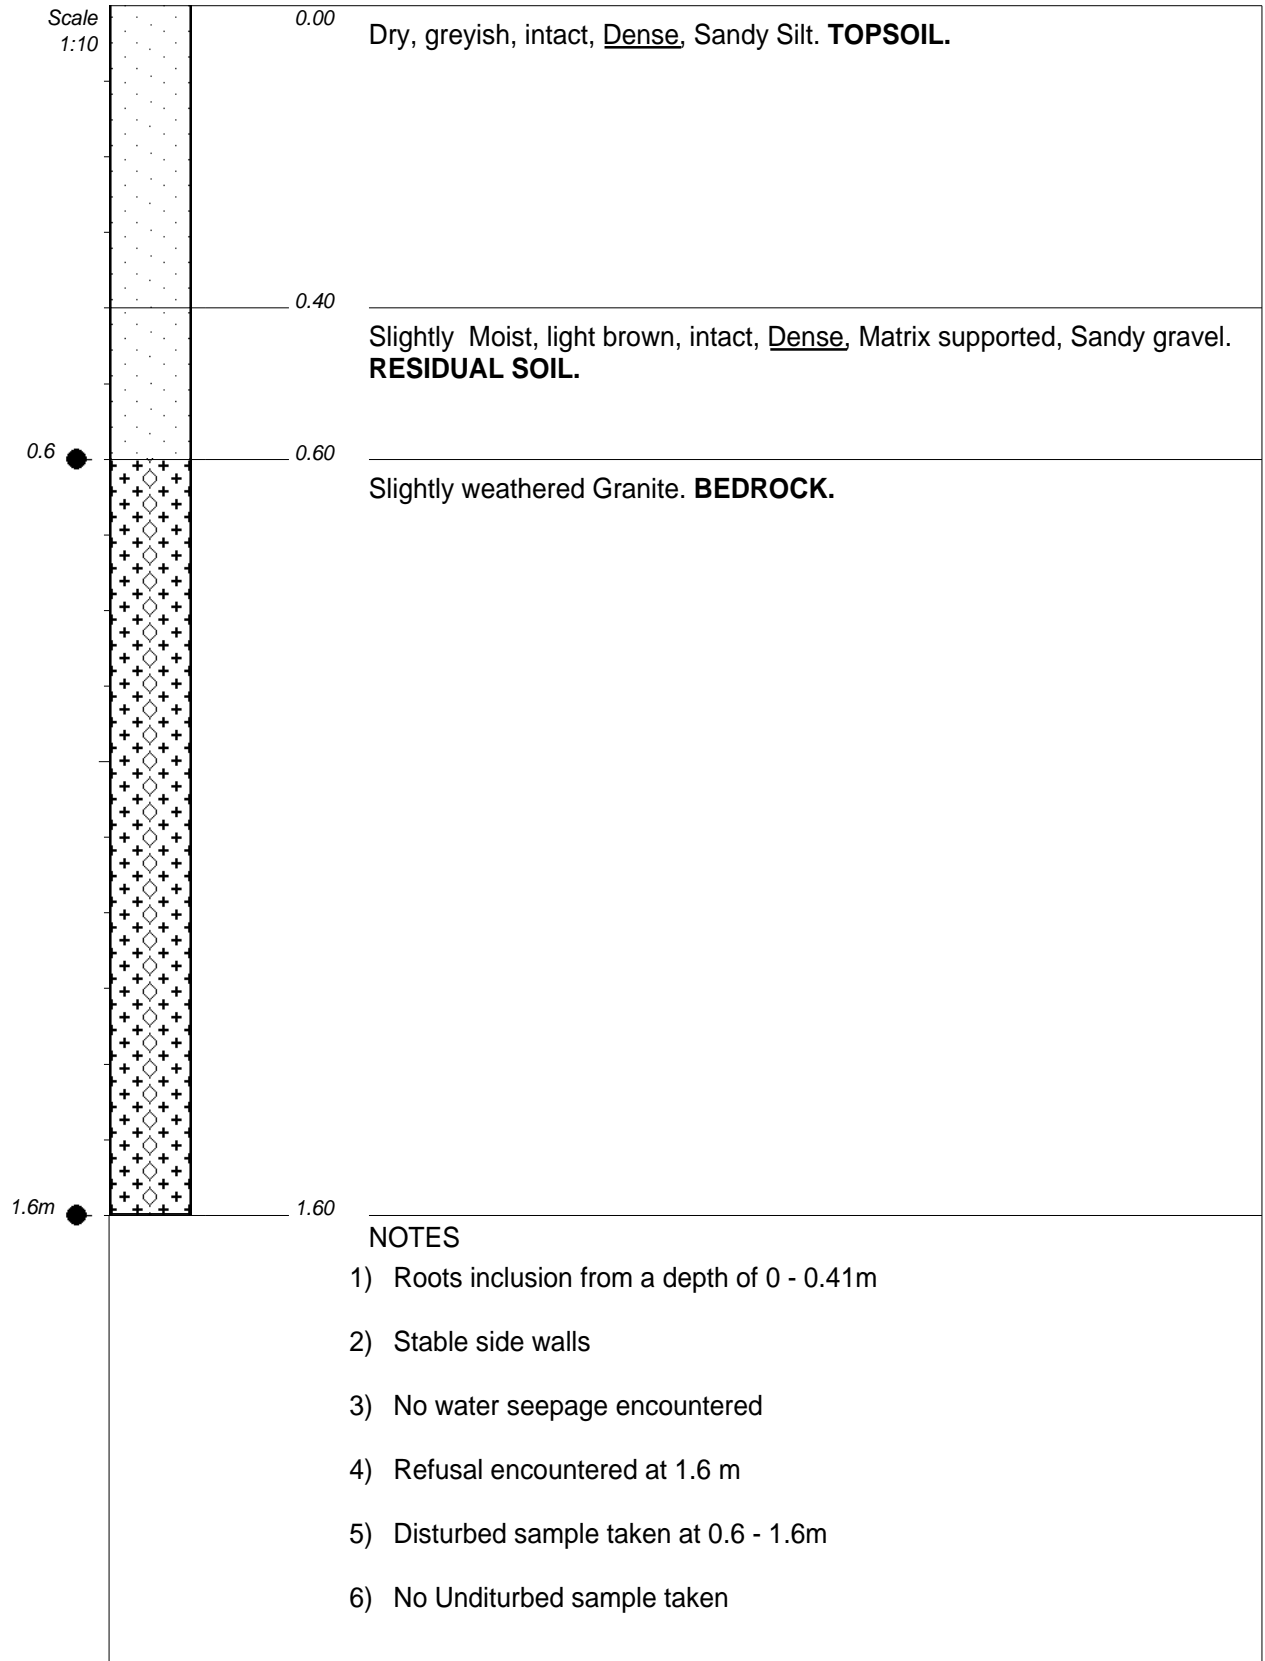 Scale
1:10
0.00
Dry, greyish, intact, Dense, Sandy Silt. TOPSOIL.
0.40
Slightly  Moist, light brown, intact, Dense, Matrix supported, Sandy gravel.
RESIDUAL SOIL.
0.6
0.60
Slightly weathered Granite. BEDROCK.
1.6m
1.60
NOTES
1) Roots inclusion from a depth of 0 - 0.41m
2) Stable side walls
3) No water seepage encountered
4) Refusal encountered at 1.6 m
5) Disturbed sample taken at 0.6 - 1.6m
6) No Unditurbed sample taken